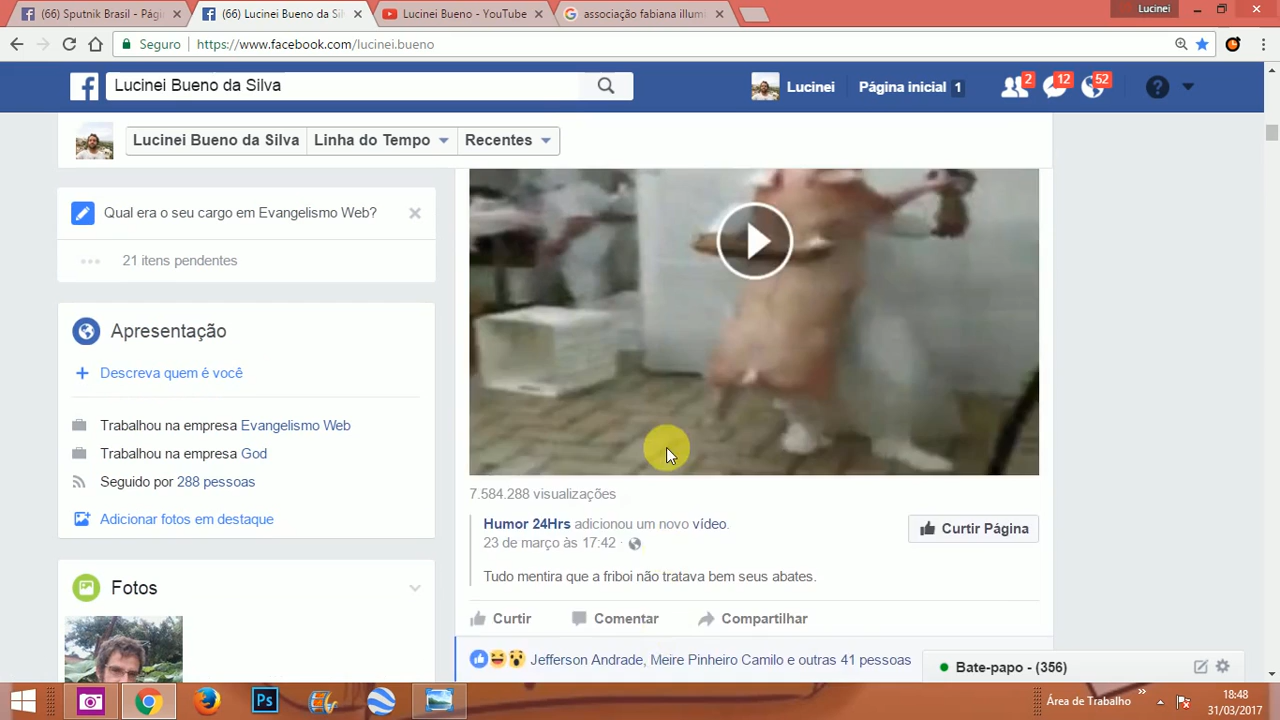 (66) Sputnik Brasil - Pági
(66) Lucinei Bueno da Sil
Lucinei Bueno - YouTube
associação fabiana illumi
Lucinei
Seguro
https://www.facebook.com/lucinei.bueno
Lucinei Bueno da Silva
Lucinei
Página inicial 1
2
12
52
?
Lucinei Bueno da Silva
Linha do Tempo
Recentes
Qual era o seu cargo em Evangelismo Web?
21 itens pendentes
Apresentação
Descreva quem é você
Trabalhou na empresa Evangelismo Web
Trabalhou na empresa God
Seguido por 288 pessoas
Adicionar fotos em destaque
Fotos
7.584.288 visualizações
Humor 24Hrs adicionou um novo vídeo.
23 de março às 17:42
Curtir Página
Tudo mentira que a friboi não tratava bem seus abates.
Curtir
Comentar
Compartilhar
Jefferson Andrade, Meire Pinheiro Camilo e outras 41 pessoas
Bate-papo - (356)
Ps
Área de Trabalho
18:48
31/03/2017